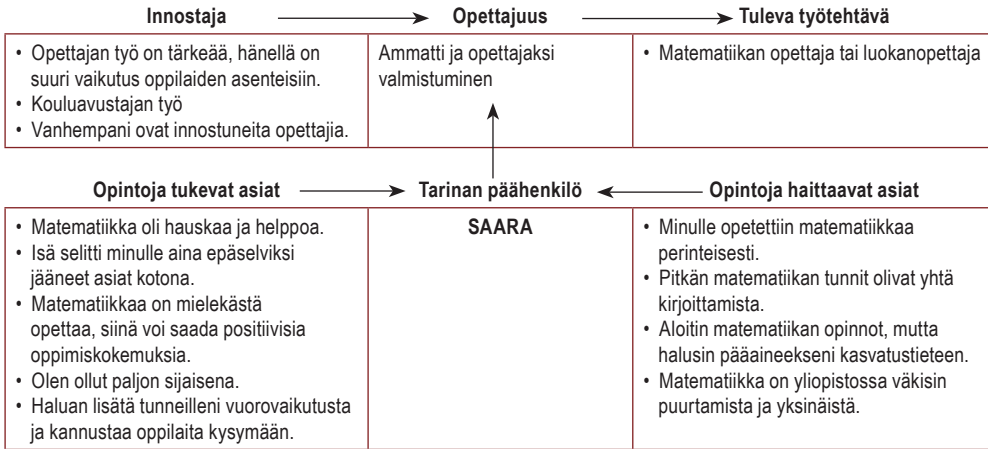 Innostaja
Opettajuus
Tuleva työtehtävä
• Opettajan työ on tärkeää, hänellä on
suuri vaikutus oppilaiden asenteisiin.
• Kouluavustajan työ
• Vanhempani ovat innostuneita opettajia.
Ammatti ja opettajaksi
valmistuminen
• Matematiikan opettaja tai luokanopettaja
Opintoja tukevat asiat
Tarinan päähenkilö
Opintoja haittaavat asiat
• Matematiikka oli hauskaa ja helppoa.
• Isä selitti minulle aina epäselviksi
jääneet asiat kotona.
• Matematiikkaa on mielekästä
opettaa, siinä voi saada positiivisia
oppimiskokemuksia.
• Olen ollut paljon sijaisena.
• Haluan lisätä tunneilleni vuorovaikutusta
ja kannustaa oppilaita kysymään.
SAARA
• Minulle opetettiin matematiikkaa
perinteisesti.
• Pitkän matematiikan tunnit olivat yhtä
kirjoittamista.
• Aloitin matematiikan opinnot, mutta
halusin pääaineekseni kasvatustieteen.
• Matematiikka on yliopistossa väkisin
puurtamista ja yksinäistä.